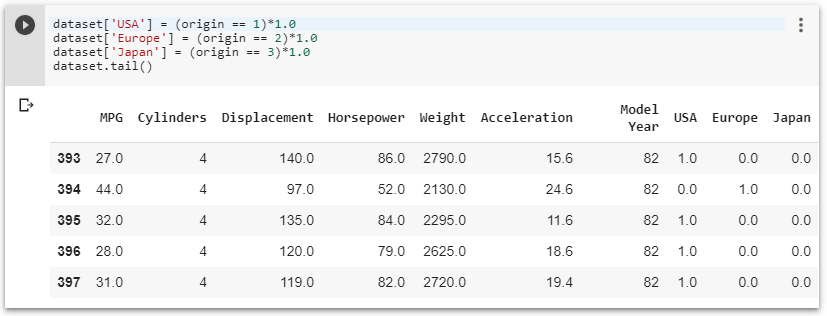 dataset['USA'] = (origin == 1)*1.0
dataset['Europe'] = (origin == 2)*1.0
dataset['Japan'] = (origin == 3)*1.0
dataset.tail()
MPG Cylinders Displacement Horsepower Weight Acceleration Model Year USA Europe Japan
393 27.0 4 140.0 86.0 2790.0 15.6 82 1.0 0.0 0.0
394 44.0 4 97.0 52.0 2130.0 24.6 82 0.0 1.0 0.0
395 32.0 4 135.0 84.0 2295.0 11.6 82 1.0 0.0 0.0
396 28.0 4 120.0 79.0 2625.0 18.6 82 1.0 0.0 0.0
397 31.0 4 119.0 82.0 2720.0 19.4 82 1.0 0.0 0.0